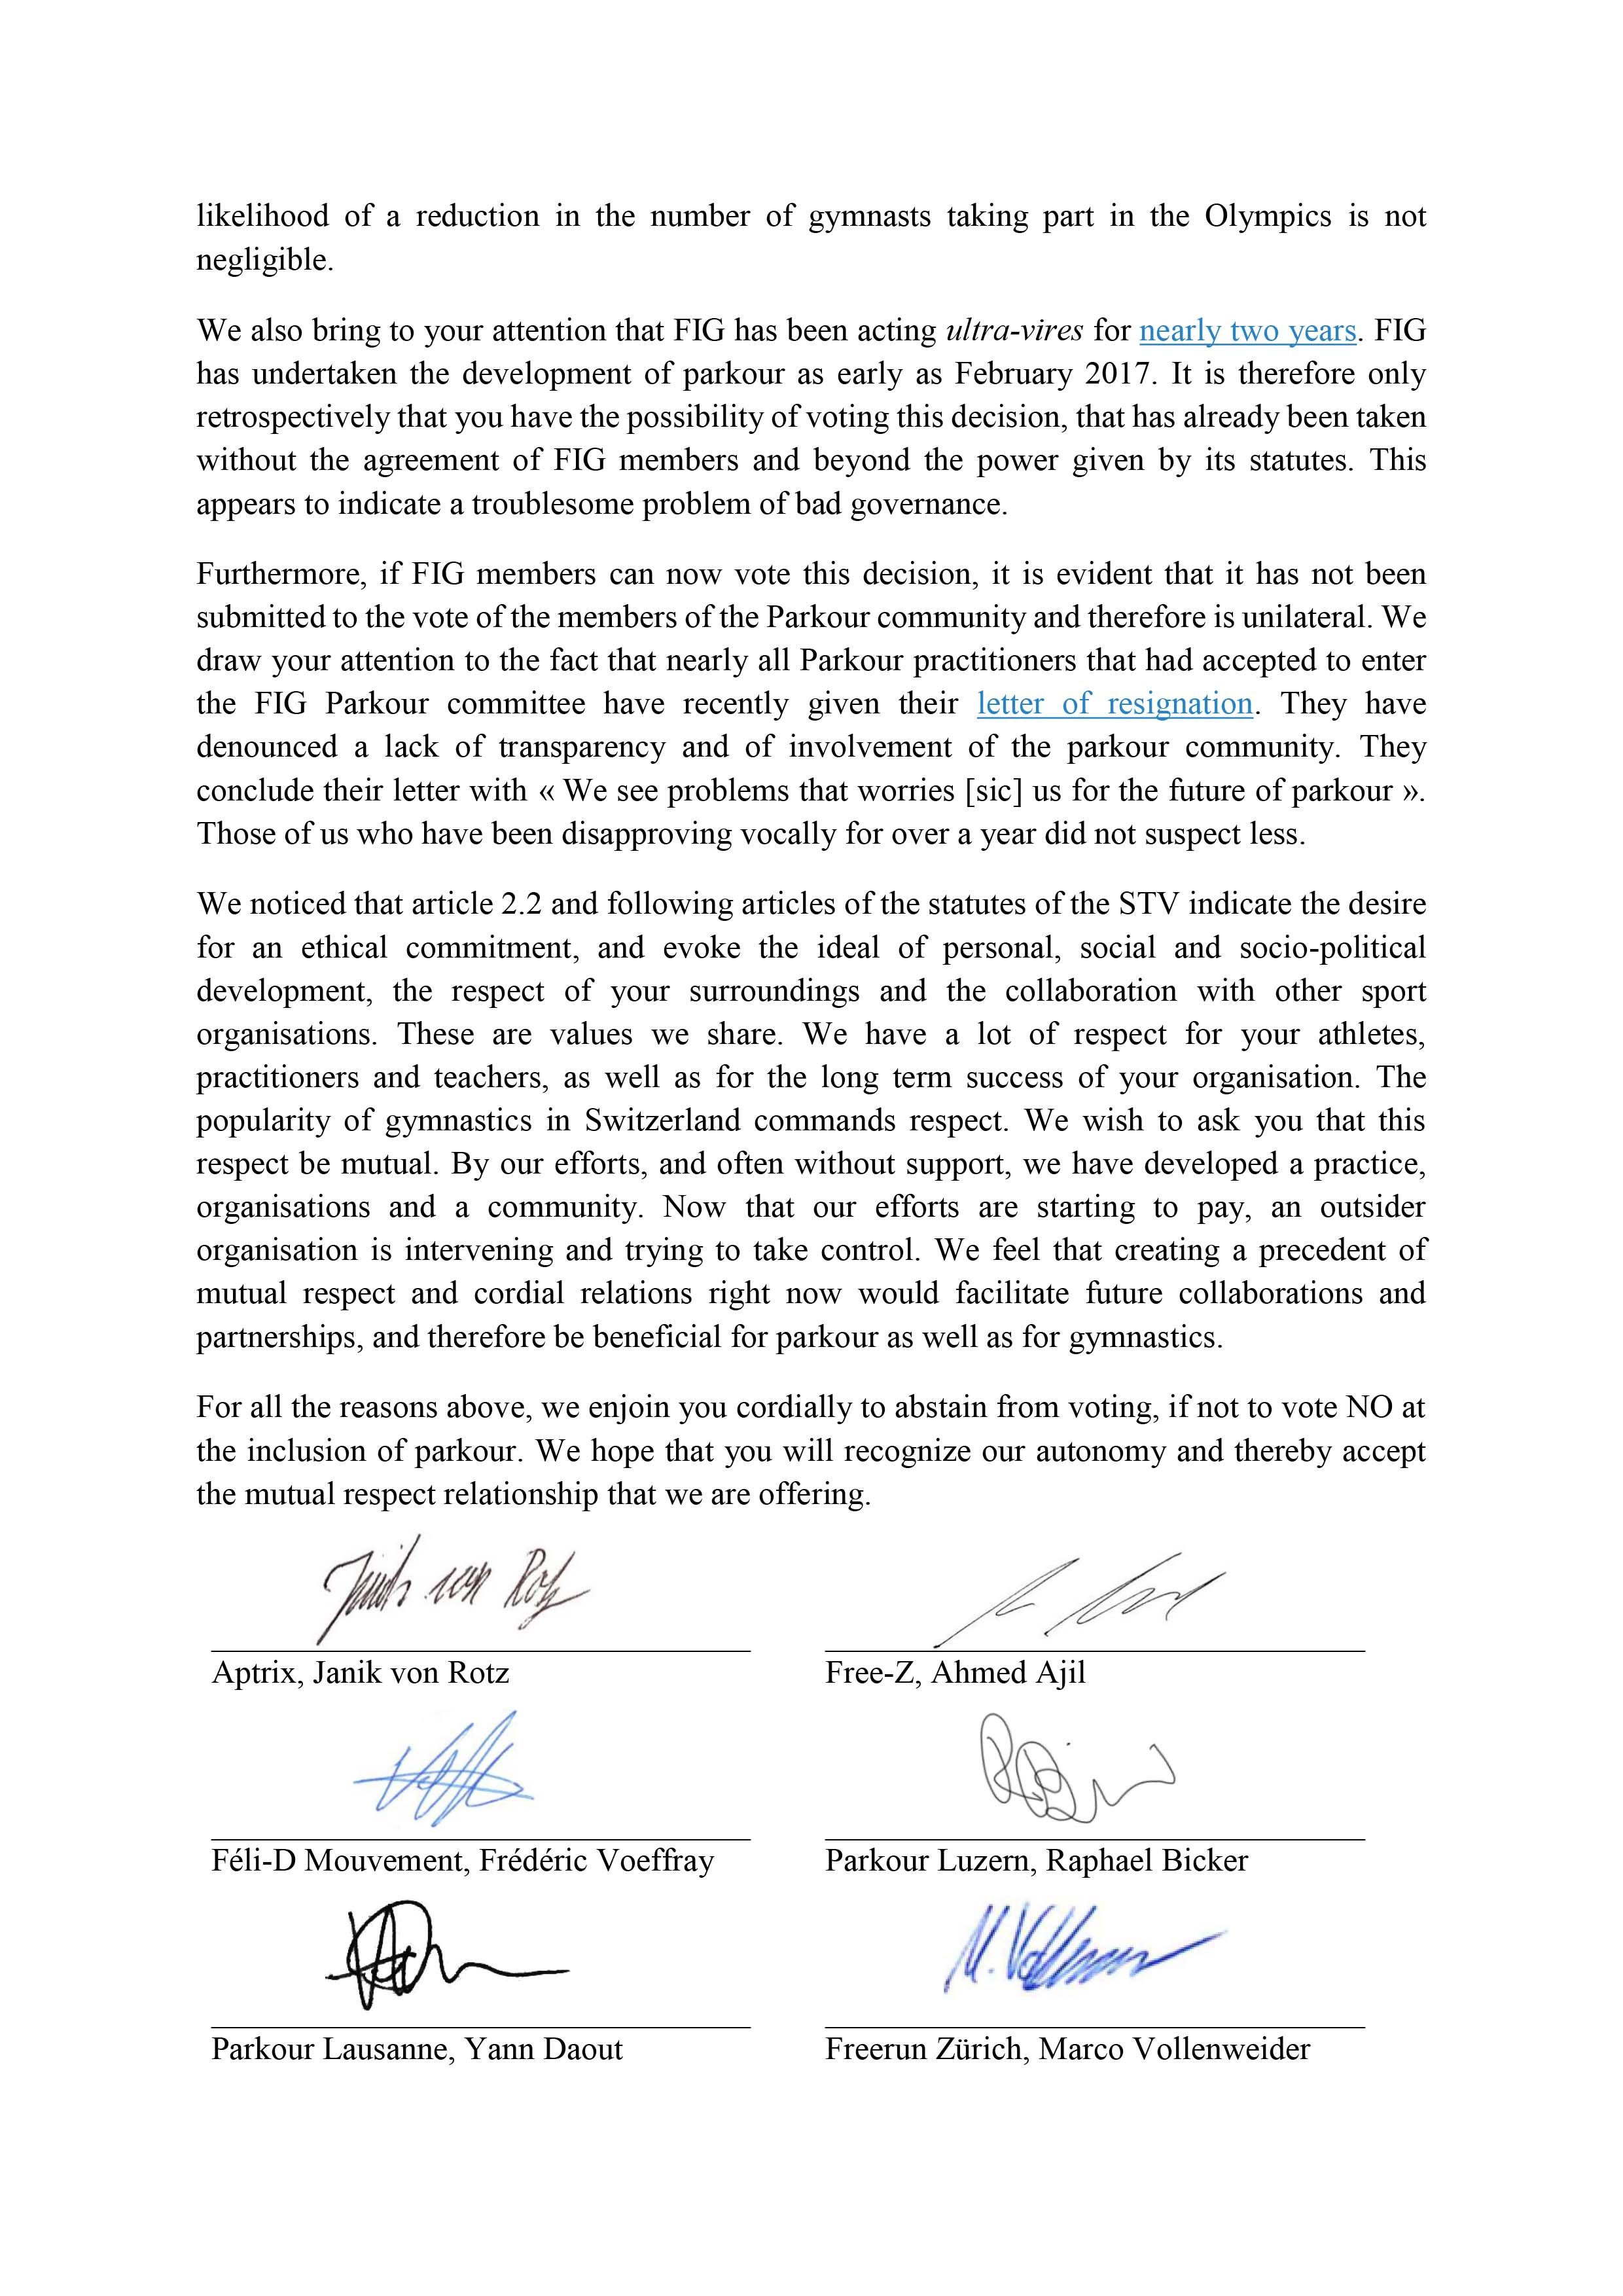 likelihood of a reduction in the number of gymnasts taking part in the Olympics is not
negligible.
We also bring to your attention that FIG has been acting ultra-vires for nearly two years. FIG
has undertaken the development of parkour as early as February 2017. It is therefore only
retrospectively that you have the possibility of voting this decision, that has already been taken
without the agreement of FIG members and beyond the power given by its statutes. This
appears to indicate a troublesome problem of bad governance.
Furthermore, if FIG members can now vote this decision, it is evident that it has not been
submitted to the vote of the members of the Parkour community and therefore is unilateral. We
draw your attention to the fact that nearly all Parkour practitioners that had accepted to enter
the FIG Parkour committee have recently given their letter of resignation. They have
denounced a lack of transparency and of involvement of the parkour community. They
conclude their letter with « We see problems that worries [sic] us for the future of parkour ».
Those of us who have been disapproving vocally for over a year did not suspect less.
We noticed that article 2.2 and following articles of the statutes of the STV indicate the desire
for an ethical commitment, and evoke the ideal of personal, social and socio-political
development, the respect of your surroundings and the collaboration with other sport
organisations. These are values we share. We have a lot of respect for your athletes,
practitioners and teachers, as well as for the long term success of your organisation. The
popularity of gymnastics in Switzerland commands respect. We wish to ask you that this
respect be mutual. By our efforts, and often without support, we have developed a practice,
organisations and a community. Now that our efforts are starting to pay, an outsider
organisation is intervening and trying to take control. We feel that creating a precedent of
mutual respect and cordial relations right now would facilitate future collaborations and
partnerships, and therefore be beneficial for parkour as well as for gymnastics.
For all the reasons above, we enjoin you cordially to abstain from voting, if not to vote NO at
the inclusion of parkour. We hope that you will recognize our autonomy and thereby accept
the mutual respect relationship that we are offering.
Janik von Rotz
Aptrix, Janik von Rotz
Free-Z, Ahmed Ajil
Féli-D Mouvement, Frédéric Voeffray
Parkour Luzern, Raphael Bicker
M. Vollenweider
Parkour Lausanne, Yann Daout
Freerun Zürich, Marco Vollenweider